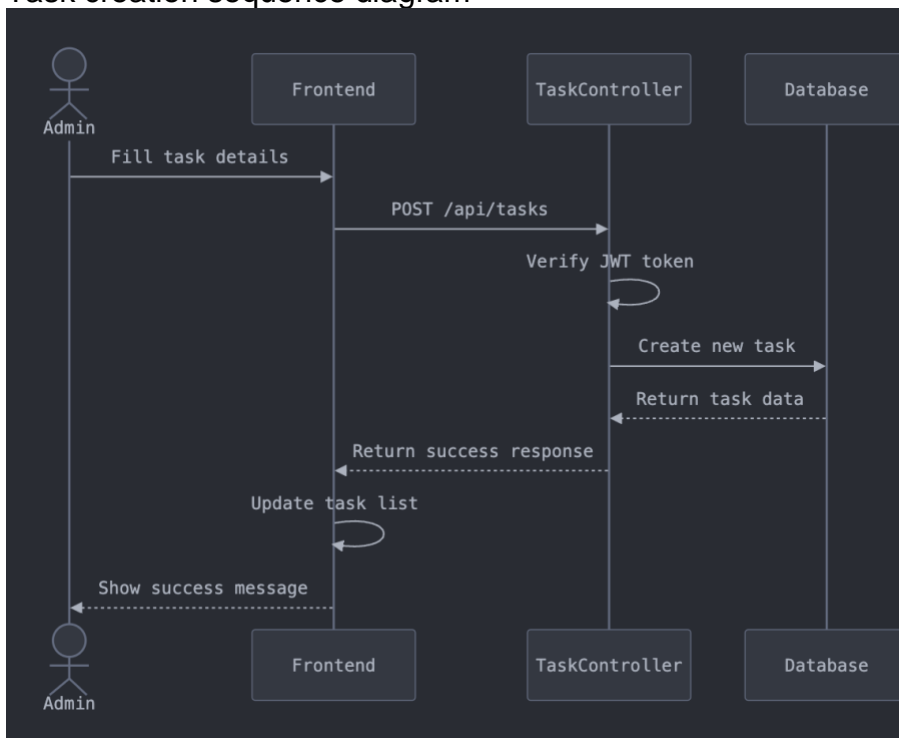 Task creation sequence diagram
Frontend
TaskController
Database
Admin
Fill task details
POST /api/tasks
Verify JWT token
Create new task
Return task data
Return success response
Update task list
Show success message
Frontend
TaskController
Database
Admin